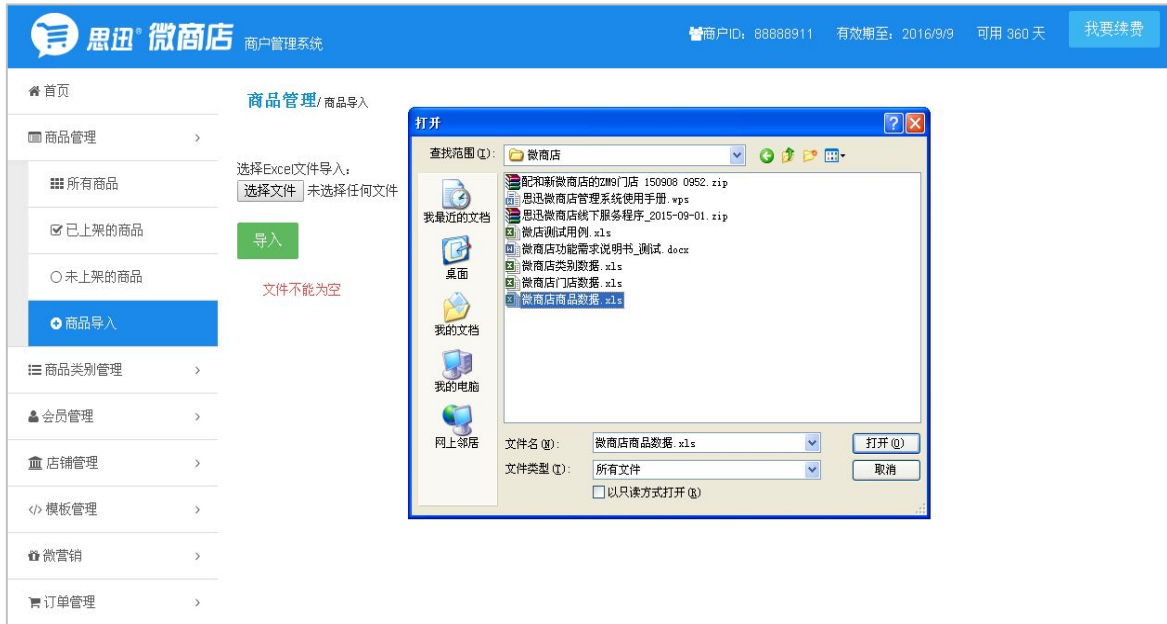 思迅® 微商店 商户管理系统
商户ID：88888911 有效期至：2016/9/9 可用 360 天 我要续费
首页
商品管理
所有商品
已上架的商品
未上架的商品
商品导入
商品类别管理
会员管理
店铺管理
模板管理
微营销
订单管理
商品管理/商品导入
选择Excel文件导入：
选择文件 未选择任何文件
导入
文件不能为空
打开
查找范围(I)： 微商店
我最近的文档
桌面
我的文档
我的电脑
网上邻居
配和新微商店的ZM9门店 150908 0952.zip
思迅微商店管理系统使用手册.wps
思迅微商店线下服务程序_2015-09-01.zip
微店测试用例.xls
微商店功能需求说明书_测试.docx
微商店类别数据.xls
微商店门店数据.xls
微商店商品数据.xls
文件名(N)： 微商店商品数据.xls 打开(O)
文件类型(T)： 所有文件 取消
以只读方式打开(R)